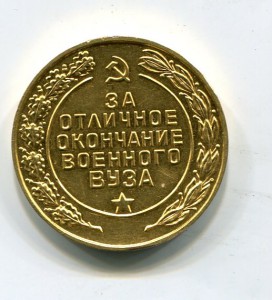 ЗА
ОТЛИЧНОЕ
ОКОНЧАНИЕ
ВОЕННОГО
ВУЗА